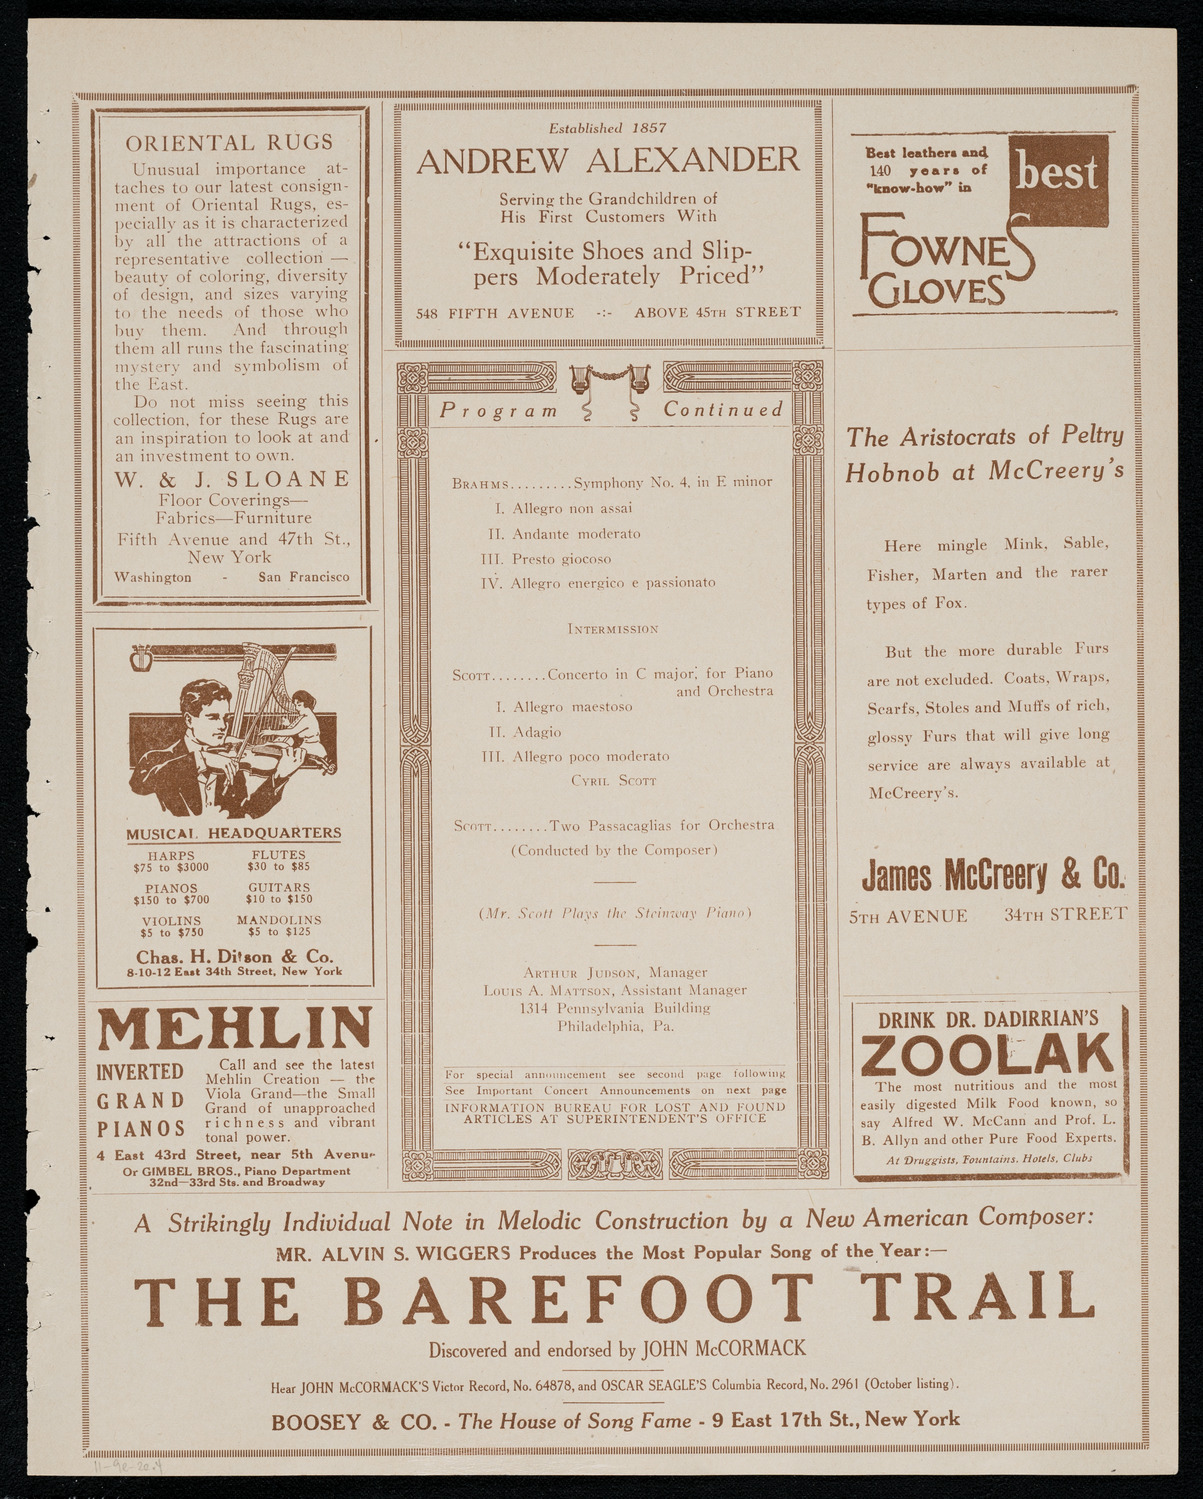 ORIENTAL RUGS
Unusual importance at-
taches to our latest consign-
ment of Oriental Rugs, es-
pecially as it is characterized
by all the attractions of a
representative collection —
beauty of coloring, diversity
of design, and sizes varying
to the needs of those who
buy them. And through
them all runs the fascinating
mystery and symbolism of
the East.
Do not miss seeing this
collection, for these Rugs are
an inspiration to look at and
an investment to own.
W. & J. SLOANE
Floor Coverings—
Fabrics—Furniture
Fifth Avenue and 47th St.,
New York
Washington - San Francisco
MUSICAL HEADQUARTERS
HARPS FLUTES
$75 to $3000 $30 to $85
PIANOS GUITARS
$150 to $700 $10 to $150
VIOLINS MANDOLINS
$5 to $750 $5 to $125
Chas. H. Ditson & Co.
8-10-12 East 34th Street, New York
MEHLIN
INVERTED
GRAND
PIANOS
Call and see the latest
Mehlin Creation — the
Viola Grand—the Small
Grand of unapproached
richness and vibrant
tonal power.
4 East 43rd Street, near 5th Avenue
Or GIMBEL BROS., Piano Department
32nd—33rd Sts. and Broadway
Established 1857
ANDREW ALEXANDER
Serving the Grandchildren of
His First Customers With
"Exquisite Shoes and Slip-
pers Moderately Priced"
548 FIFTH AVENUE -:- ABOVE 45TH STREET
Program Continued
BRAHMS.........Symphony No. 4, in E minor
I. Allegro non assai
II. Andante moderato
III. Presto giocoso
IV. Allegro energico e passionato
INTERMISSION
SCOTT........Concerto in C major, for Piano
and Orchestra
I. Allegro maestoso
II. Adagio
III. Allegro poco moderato
CYRIL SCOTT
SCOTT........Two Passacaglias for Orchestra
(Conducted by the Composer)
(Mr. Scott Plays the Steinway Piano)
ARTHUR JUDSON, Manager
LOUIS A. MATTSON, Assistant Manager
1314 Pennsylvania Building
Philadelphia, Pa.
For special announcement see second page following
See Important Concert Announcements on next page
INFORMATION BUREAU FOR LOST AND FOUND
ARTICLES AT SUPERINTENDENT'S OFFICE
Best leathers and
140 years of
"know-how" in
best
FOWNES
GLOVES
The Aristocrats of Peltry
Hobnob at McCreery's
Here mingle Mink, Sable,
Fisher, Marten and the rarer
types of Fox.
But the more durable Furs
are not excluded. Coats, Wraps,
Scarfs, Stoles and Muffs of rich,
glossy Furs that will give long
service are always available at
McCreery's.
James McCreery & Co.
5TH AVENUE 34TH STREET
DRINK DR. DADIRRIAN'S
ZOOLAK
The most nutritious and the most
easily digested Milk Food known, so
say Alfred W. McCann and Prof. L.
B. Allyn and other Pure Food Experts.
At Druggists, Fountains, Hotels, Clubs
A Strikingly Individual Note in Melodic Construction by a New American Composer:
MR. ALVIN S. WIGGERS Produces the Most Popular Song of the Year:—
THE BAREFOOT TRAIL
Discovered and endorsed by JOHN McCORMACK
Hear JOHN McCORMACK'S Victor Record, No. 64878, and OSCAR SEAGLE'S Columbia Record, No. 2961 (October listing).
BOOSEY & CO. - The House of Song Fame - 9 East 17th St., New York